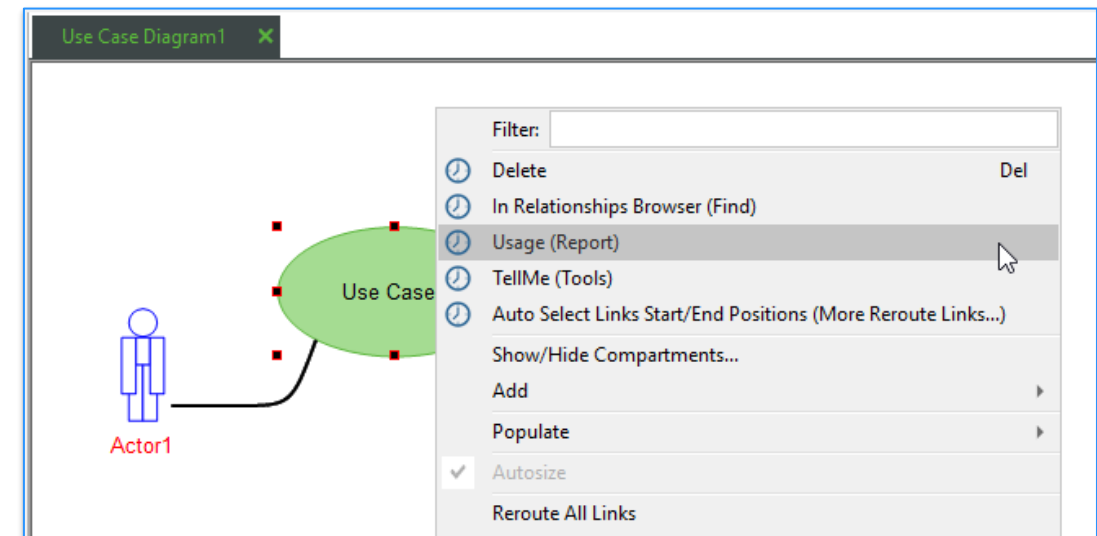 Use Case Diagram1
Filter:
Delete Del
In Relationships Browser (Find)
Usage (Report)
TellMe (Tools)
Auto Select Links Start/End Positions (More Reroute Links...)
Show/Hide Compartments...
Add
Populate
Autosize
Reroute All Links
Use Case
Actor1